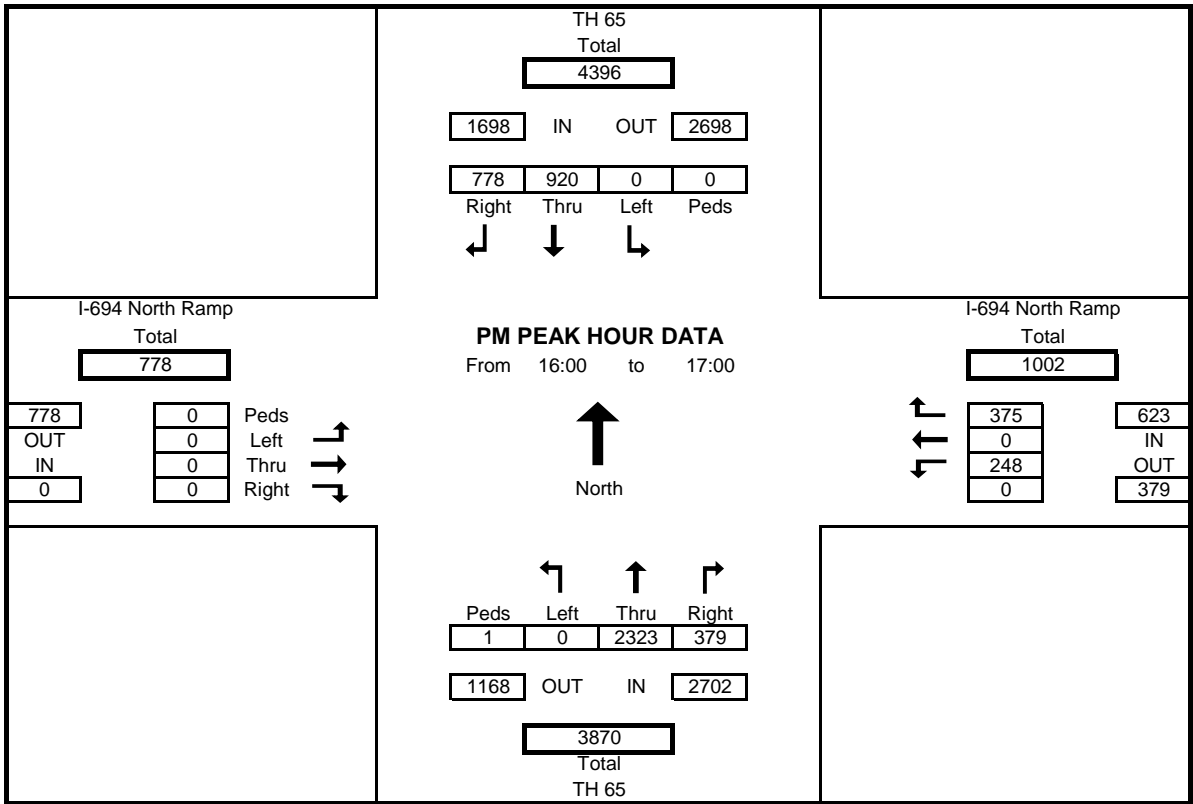 TH 65
Total
4396
1698 IN OUT 2698
778 920 0 0
Right Thru Left Peds
I-694 North Ramp
Total
778
778 0 Peds
OUT 0 Left
IN 0 Thru
0 0 Right
PM PEAK HOUR DATA
From 16:00 to 17:00
North
I-694 North Ramp
Total
1002
375 623
0 IN
248 OUT
0 379
Peds Left Thru Right
1 0 2323 379
1168 OUT IN 2702
3870
Total
TH 65